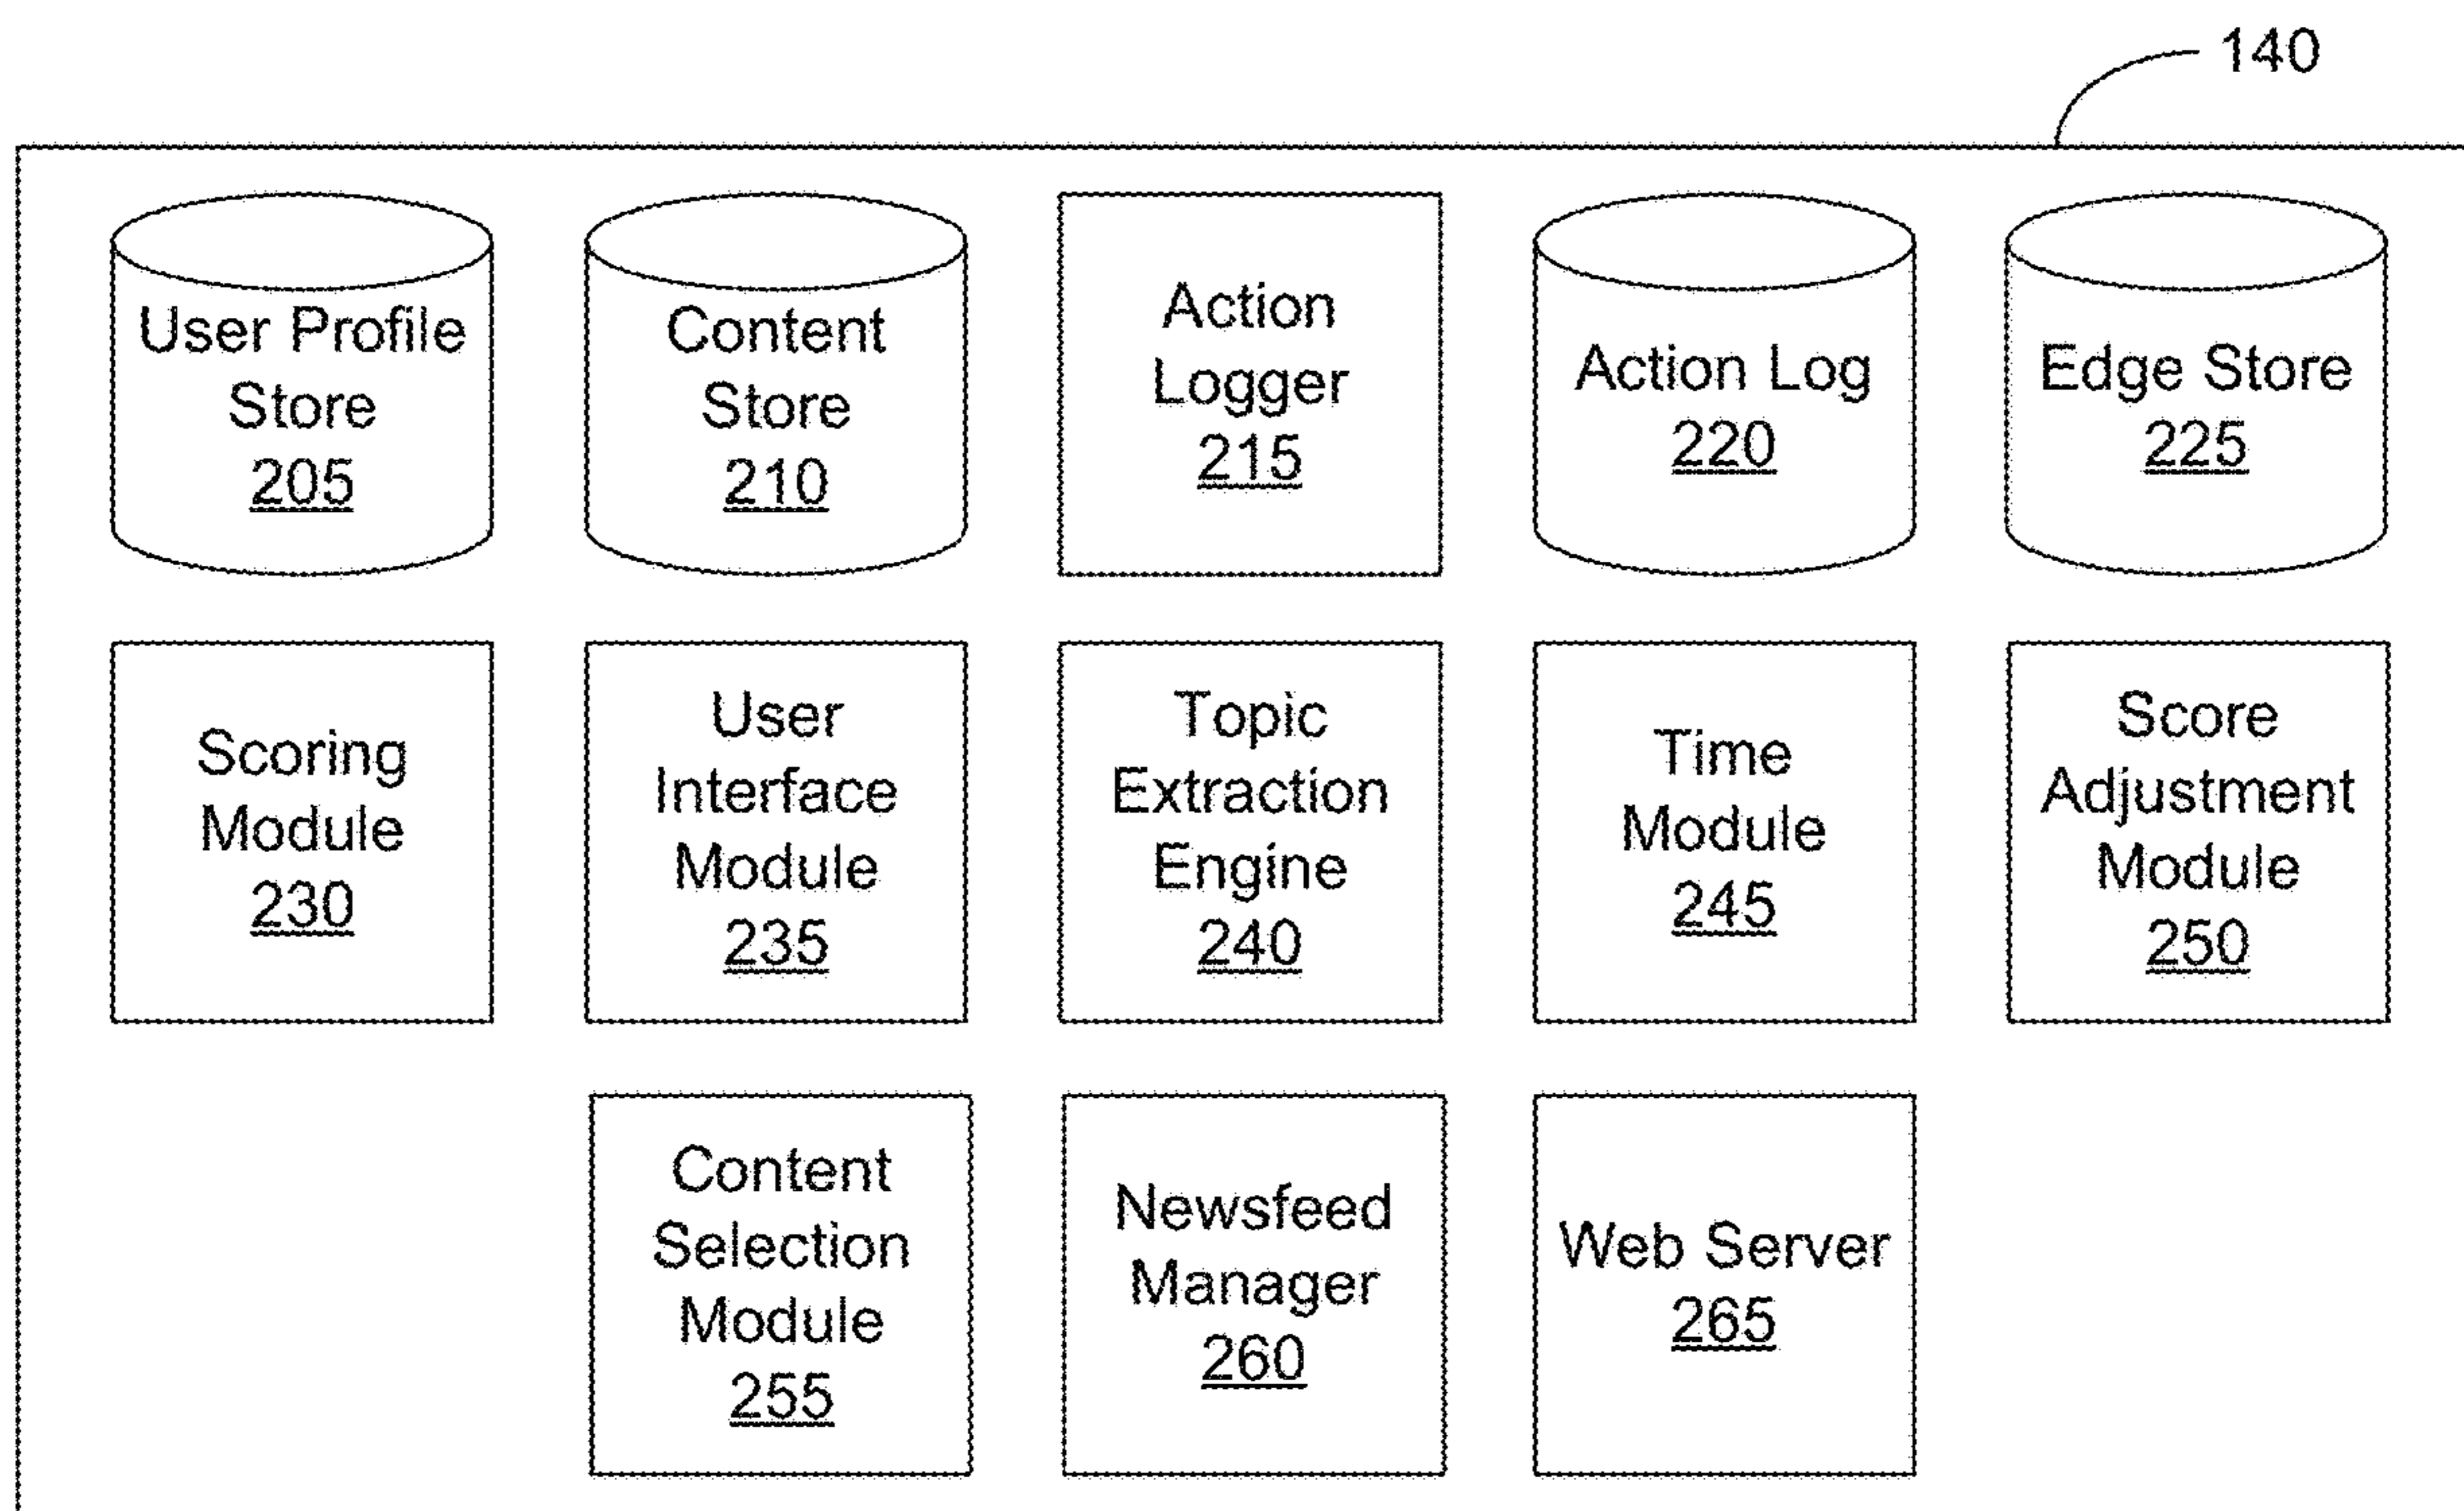 140
User Profile
Store
205
Content
Store
210
Action
Logger
215
Action Log
220
Edge Store
225
Scoring
Module
230
User
Interface
Module
235
Topic
Extraction
Engine
240
Time
Module
245
Score
Adjustment
Module
250
Content
Selection
Module
255
Newsfeed
Manager
260
Web Server
265